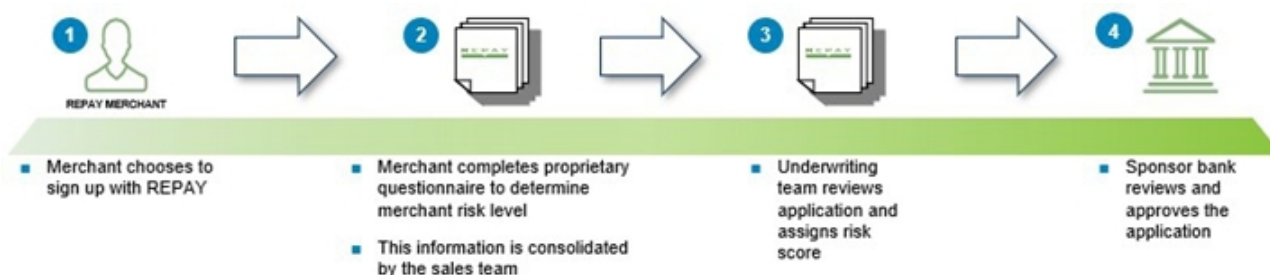 1
2
3
4
REPAY
REPAY
REPAY MERCHANT
Merchant chooses to
sign up with REPAY
Merchant completes proprietary
questionnaire to determine
merchant risk level
This information is consolidated
by the sales team
Underwriting
team reviews
application and
assigns risk
score
Sponsor bank
reviews and
approves the
application